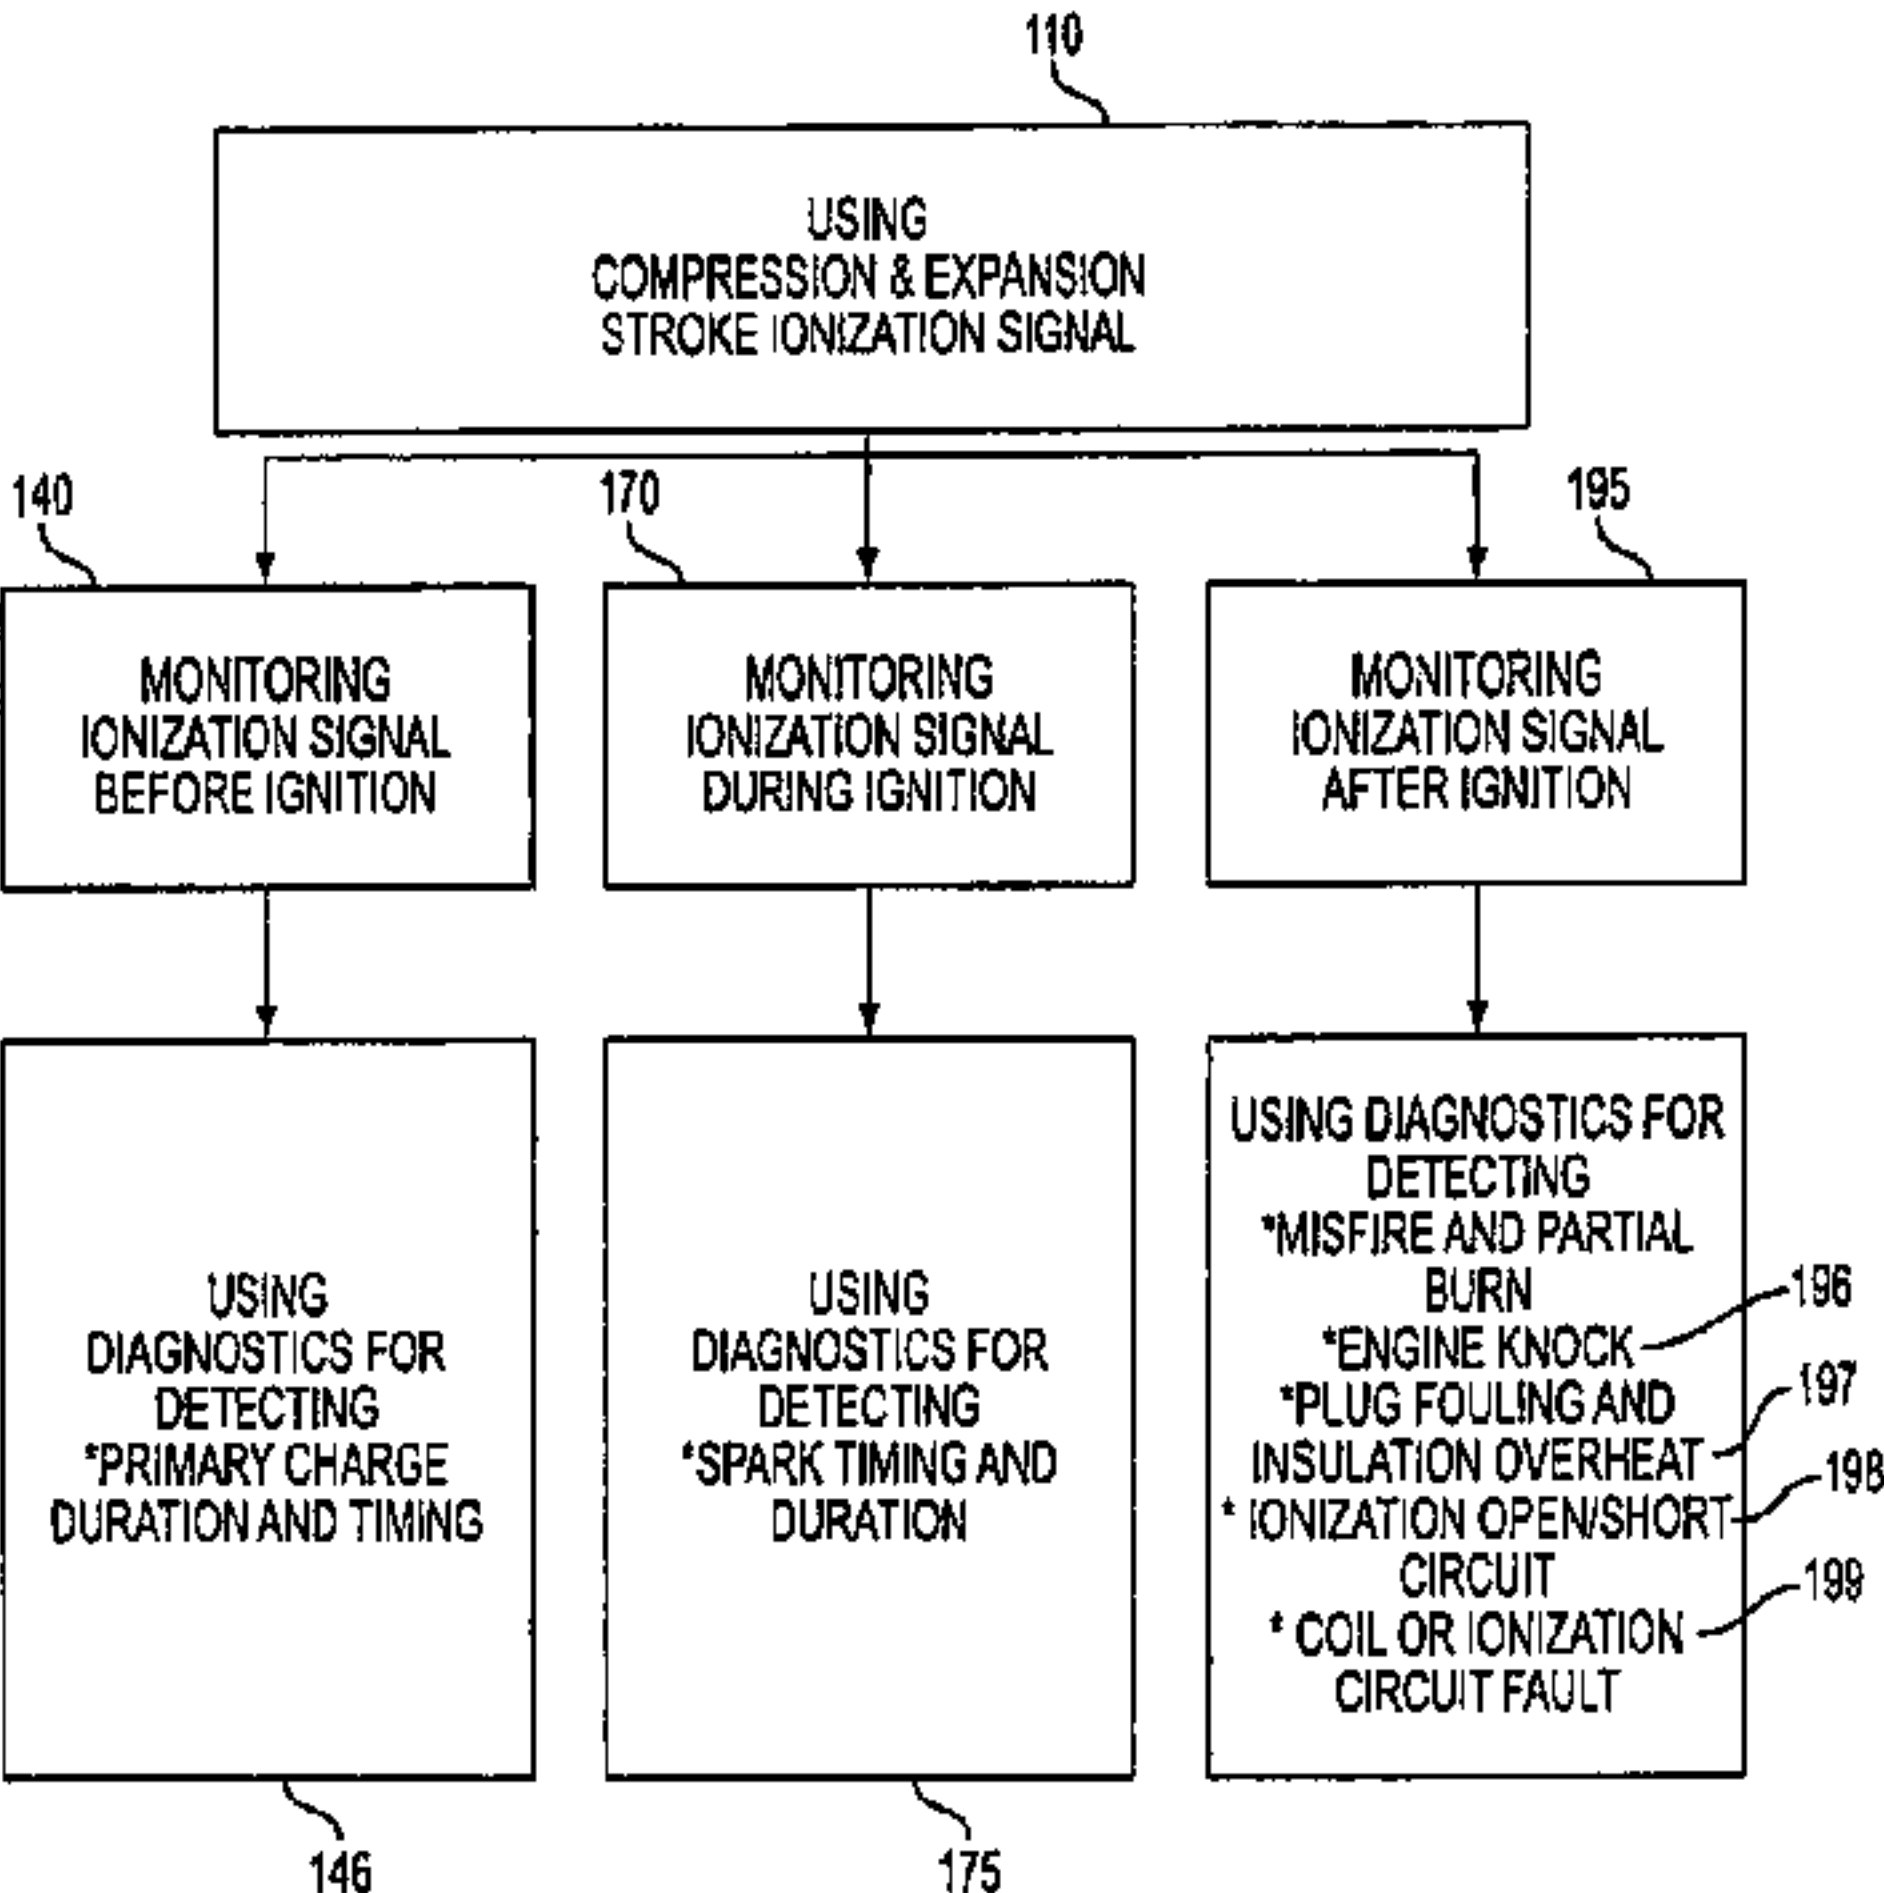 110
USING
COMPRESSION & EXPANSION
STROKE IONIZATION SIGNAL
140
170
195
MONITORING
IONIZATION SIGNAL
BEFORE IGNITION
MONITORING
IONIZATION SIGNAL
DURING IGNITION
MONITORING
IONIZATION SIGNAL
AFTER IGNITION
USING
DIAGNOSTICS FOR
DETECTING
*PRIMARY CHARGE
DURATION AND TIMING
146
USING
DIAGNOSTICS FOR
DETECTING
*SPARK TIMING AND
DURATION
175
USING DIAGNOSTICS FOR
DETECTING
*MISFIRE AND PARTIAL
BURN
*ENGINE KNOCK
196
*PLUG FOULING AND
INSULATION OVERHEAT
197
* IONIZATION OPEN/SHORT
198
CIRCUIT
* COIL OR IONIZATION
199
CIRCUIT FAULT